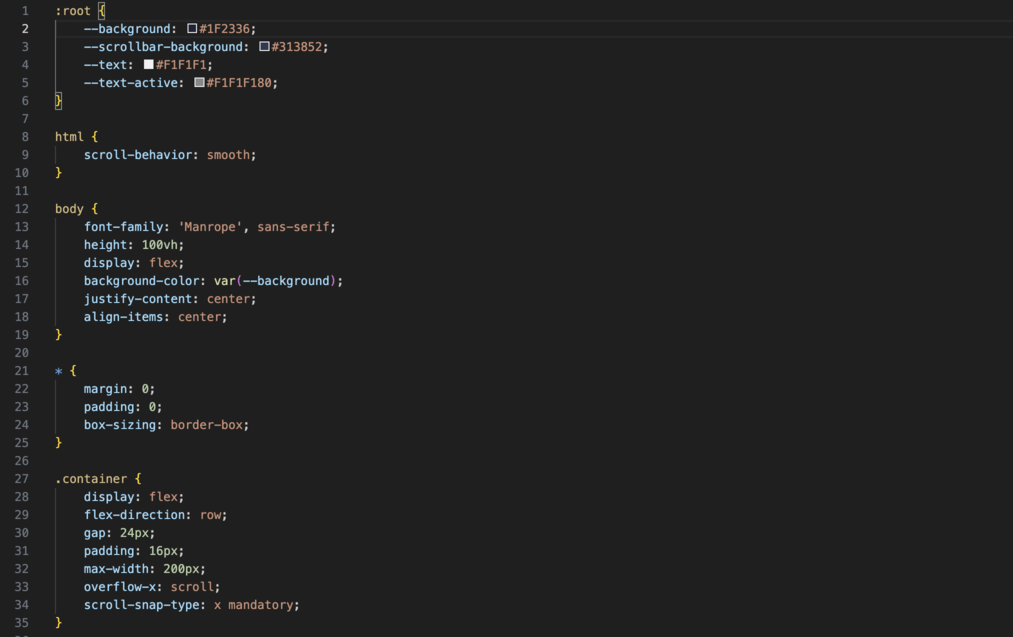 1 :root {
2 --background: #1F2336;
3 --scrollbar-background: #313852;
4 --text: #F1F1F1;
5 --text-active: #F1F1F180;
6 }
7
8 html {
9 scroll-behavior: smooth;
10 }
11
12 body {
13 font-family: 'Manrope', sans-serif;
14 height: 100vh;
15 display: flex;
16 background-color: var(--background);
17 justify-content: center;
18 align-items: center;
19 }
20
21 * {
22 margin: 0;
23 padding: 0;
24 box-sizing: border-box;
25 }
26
27 .container {
28 display: flex;
29 flex-direction: row;
30 gap: 24px;
31 padding: 16px;
32 max-width: 200px;
33 overflow-x: scroll;
34 scroll-snap-type: x mandatory;
35 }